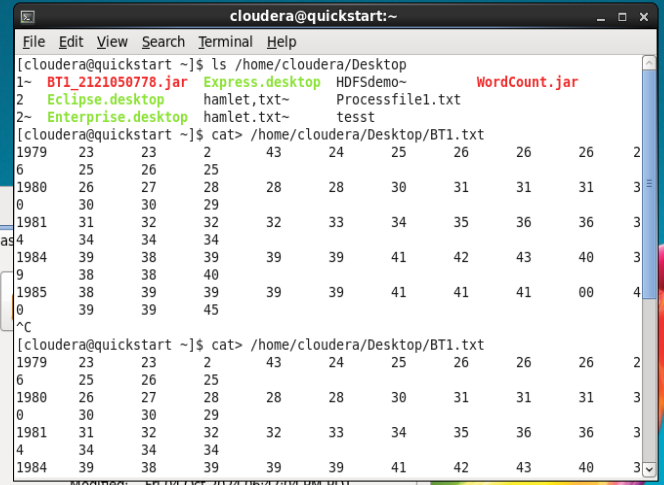 cloudera@quickstart:~
File Edit View Search Terminal Help
[cloudera@quickstart ~]$ ls /home/cloudera/Desktop
1~ BT1_2121050778.jar Express.desktop HDFSdemo~ WordCount.jar
2 Eclipse.desktop hamlet,txt~ Processfile1.txt
2~ Enterprise.desktop hamlet.txt~ tesst
[cloudera@quickstart ~]$ cat> /home/cloudera/Desktop/BT1.txt
1979 23 23 2 43 24 25 26 26 26 2
6 25 26 25
1980 26 27 28 28 28 30 31 31 31 3
0 30 30 29
1981 31 32 32 32 33 34 35 36 36 3
4 34 34 34
1984 39 38 39 39 39 41 42 43 40 3
9 38 38 40
1985 38 39 39 39 39 41 41 41 00 4
0 39 39 45
^C
[cloudera@quickstart ~]$ cat> /home/cloudera/Desktop/BT1.txt
1979 23 23 2 43 24 25 26 26 26 2
6 25 26 25
1980 26 27 28 28 28 30 31 31 31 3
0 30 30 29
1981 31 32 32 32 33 34 35 36 36 3
4 34 34 34
1984 39 38 39 39 39 41 42 43 40 3